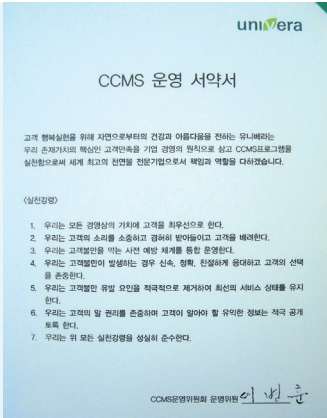 univera
CCMS 운영 서약서
고객 행복실현을 위해 자연으로부터의 건강과 아름다움을 전하는 유니베라는
우리 존재가치의 핵심인 고객만족을 기업 경영의 원칙으로 삼고 CCMS프로그램을
실천함으로써 세계 최고의 천연물 전문기업으로서 책임과 역할을 다하겠습니다.
<실천강령>
1. 우리는 모든 경영상의 가치에 고객을 최우선으로 한다.
2. 우리는 고객의 소리를 소중하고 겸허히 받아들이고 고객을 배려한다.
3. 우리는 고객불만을 막는 사전 예방 체계를 통합 운영한다.
4. 우리는 고객불만이 발생하는 경우 신속, 정확, 친절하게 응대하고 고객의 선택
을 존중한다.
5. 우리는 고객불만 유발 요인을 적극적으로 제거하여 최선의 서비스 상태를 유지
한다.
6. 우리는 고객의 말 권리를 존중하며 고객이 알아야 할 유익한 정보는 적극 공개
토록 한다.
7. 우리는 위 모든 실천강령을 성실히 준수한다.
CCMS운영위원회 운영위원 이병훈